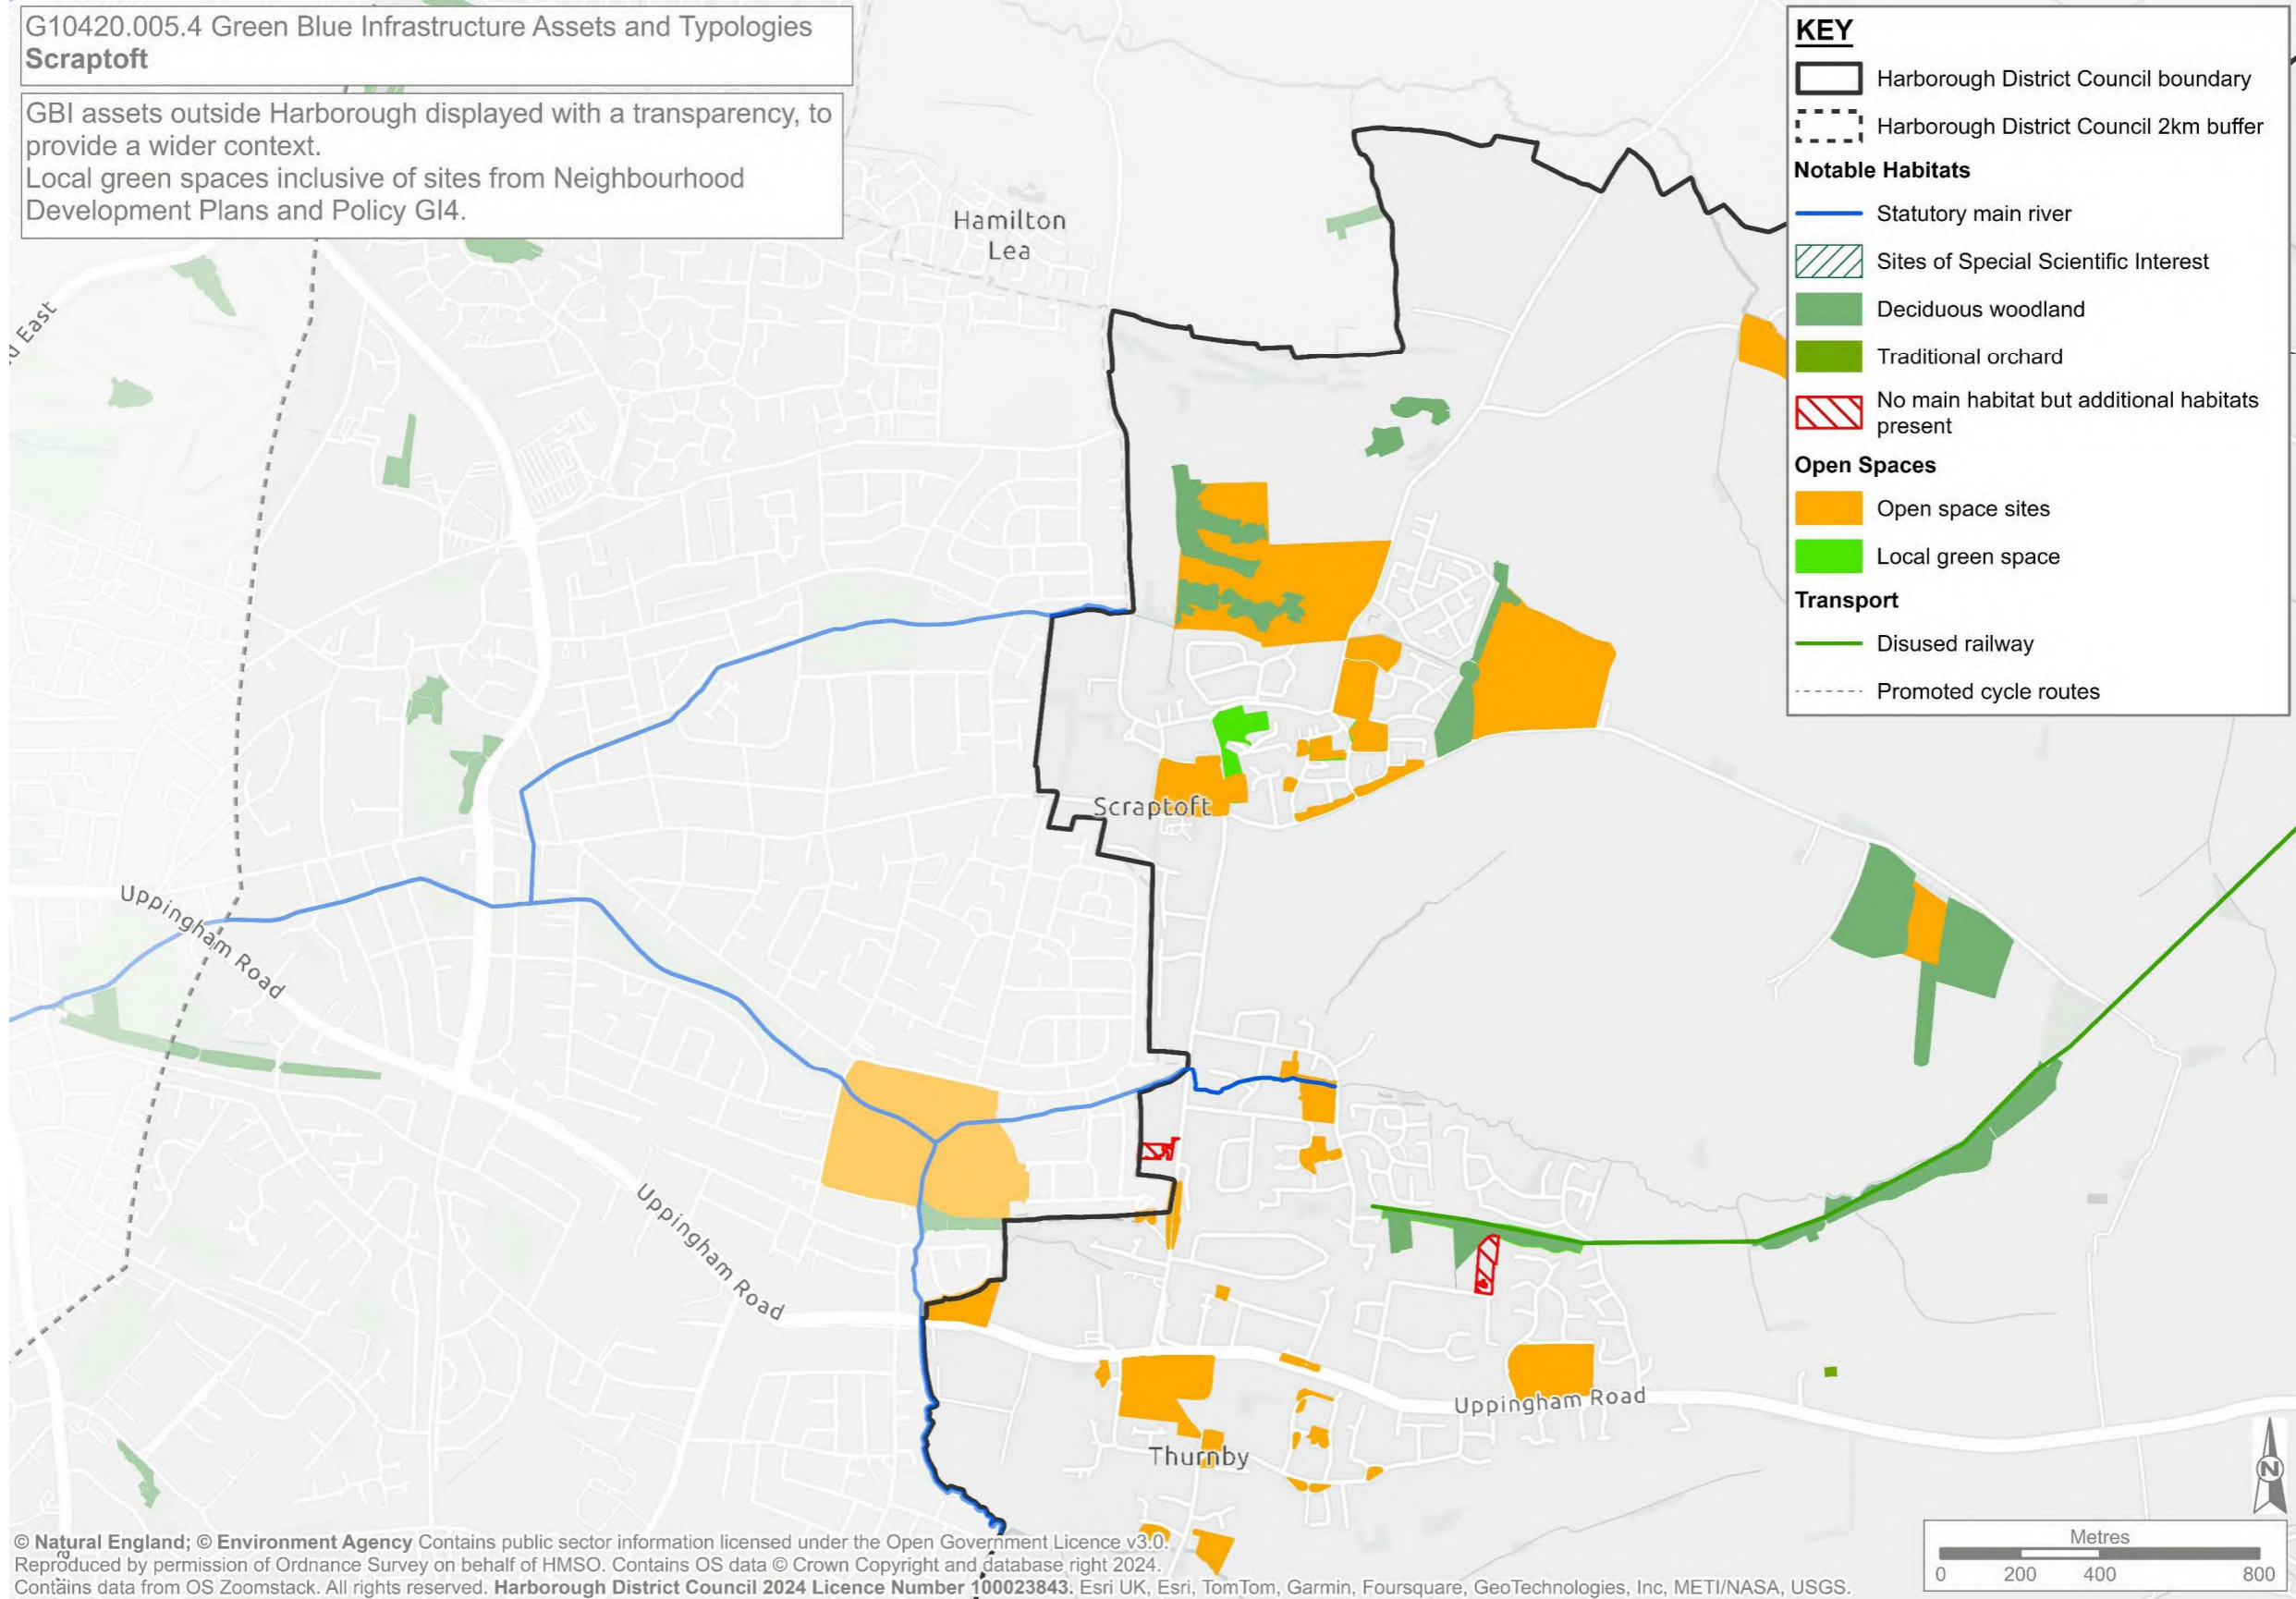 G10420.005.4 Green Blue Infrastructure Assets and Typologies
Scraptoft
GBI assets outside Harborough displayed with a transparency, to
provide a wider context.
Local green spaces inclusive of sites from Neighbourhood
Development Plans and Policy GI4.
KEY
Harborough District Council boundary
Harborough District Council 2km buffer
Notable Habitats
Statutory main river
Sites of Special Scientific Interest
Deciduous woodland
Traditional orchard
No main habitat but additional habitats
present
Open Spaces
Open space sites
Local green space
Transport
Disused railway
Promoted cycle routes
Hamilton
Lea
East
Scraptoft
Uppingham Road
Uppingham Road
Uppingham Road
Thurnby
N
Metres
0 200 400 800
© Natural England; © Environment Agency Contains public sector information licensed under the Open Government Licence v3.0.
Reproduced by permission of Ordnance Survey on behalf of HMSO. Contains OS data © Crown Copyright and database right 2024.
Contains data from OS Zoomstack. All rights reserved. Harborough District Council 2024 Licence Number 100023843. Esri UK, Esri, TomTom, Garmin, Foursquare, GeoTechnologies, Inc, METI/NASA, USGS.